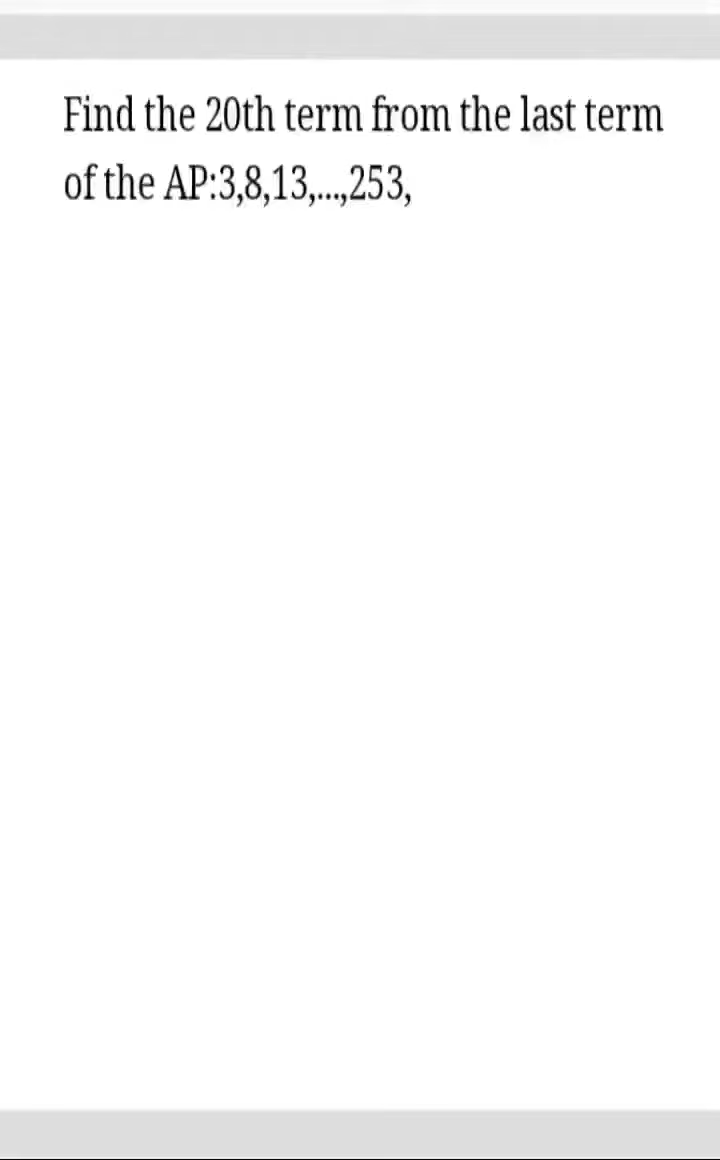 Find the 20th term from the last term
of the AP:3,8,13,...,253,